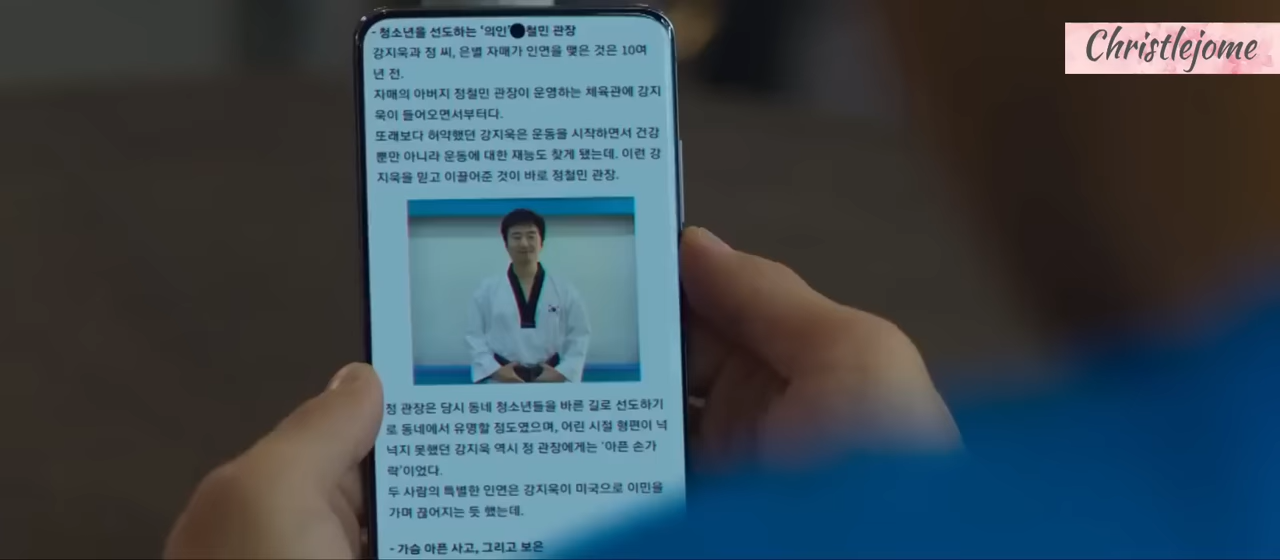 - 청소년을 선도하는 '의인' 철민 관장
강지욱과 정 씨, 은별 자매가 인연을 맺은 것은 10여
년 전.
자매의 아버지 정철민 관장이 운영하는 체육관에 강지
욱이 들어오면서부터다.
또래보다 허약했던 강지욱은 운동을 시작하면서 건강
뿐만 아니라 운동에 대한 재능도 찾게 됐는데, 이런 강
지욱을 믿고 이끌어준 것이 바로 정철민 관장.
정 관장은 당시 동네 청소년들을 바른 길로 선도하기
로 동네에서 유명할 정도였으며, 어린 시절 형편이 넉
넉지 못했던 강지욱 역시 정 관장에게는 '아픈 손가
락'이었다.
두 사람의 특별한 인연은 강지욱이 미국으로 이민을
가며 끊어지는 듯 했는데.
- 가슴 아픈 사고, 그리고 보은
Christlejome